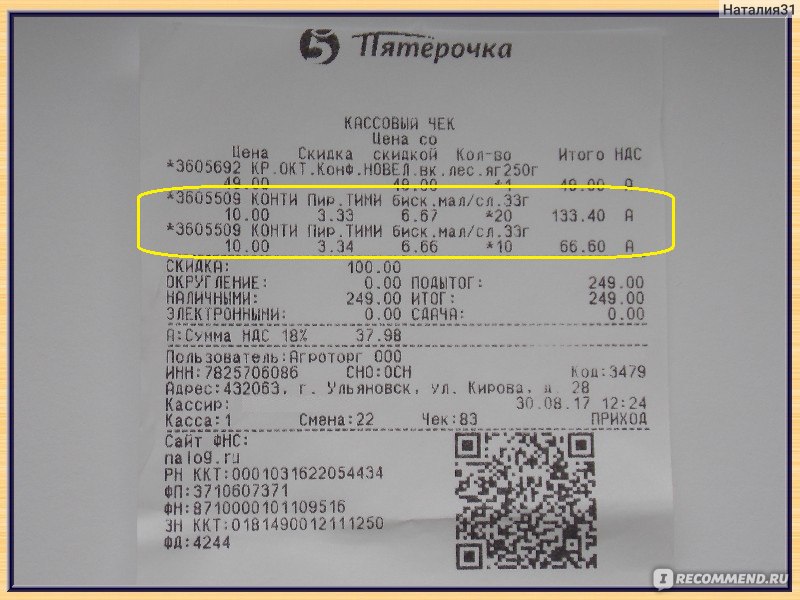 Наталия31
5 Пятёрочка
КАССОВЫЙ ЧЕК
Цена со
Цена Скидка скидкой Кол-во Итого НДС
*3605692 КР.ОКТ.Конф.НОВЕЛ.вк.лес.яг250г
49.00 49.00 *1 49.00 А
*3605509 КОНТИ Пир.ТИМИ биск.мал/сл.33г
10.00 3.33 6.67 *20 133.40 А
*3605509 КОНТИ Пир.ТИМИ биск.мал/сл.33г
10.00 3.34 6.66 *10 66.60 А
СКИДКА: 100.00
ОКРУГЛЕНИЕ: 0.00 ПОДЫТОГ: 249.00
НАЛИЧНЫМИ: 249.00 ИТОГ: 249.00
ЭЛЕКТРОННЫМИ: 0.00 СДАЧА: 0.00
А:Сумма НДС 18% 37.98
Пользователь:Агроторг ООО
ИНН:7825706086 СНО:ОСН Код:3479
Адрес:432063, г. Ульяновск, ул. Кирова, д. 28
Кассир: 30.08.17 12:24
Касса:1 Смена:22 Чек:83 ПРИХОД
Сайт ФНС:
nalog.ru
РН ККТ:0001031622054434
ФП:3710607371
ФН:8710000101109516
ЗН ККТ:0181490012111250
ФД:4244
IRECOMMEND.RU